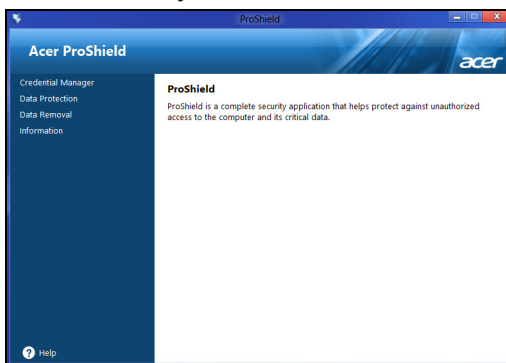 ProShield
Acer ProShield
acer
Credential Manager
Data Protection
Data Removal
Information
ProShield
ProShield is a complete security application that helps protect against unauthorized
access to the computer and its critical data.
? Help